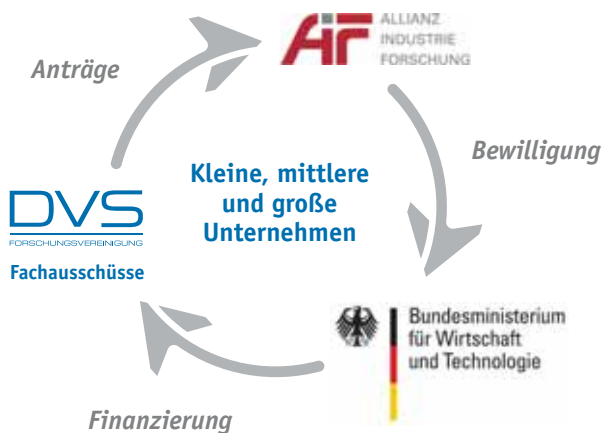 AiF
ALLIANZ
INDUSTRIE
FORSCHUNG
Anträge
Bewilligung
Kleine, mittlere
und große
Unternehmen
DVS
FORSCHUNGSVEREINIGUNG
Fachausschüsse
Bundesministerium
für Wirtschaft
und Technologie
Finanzierung